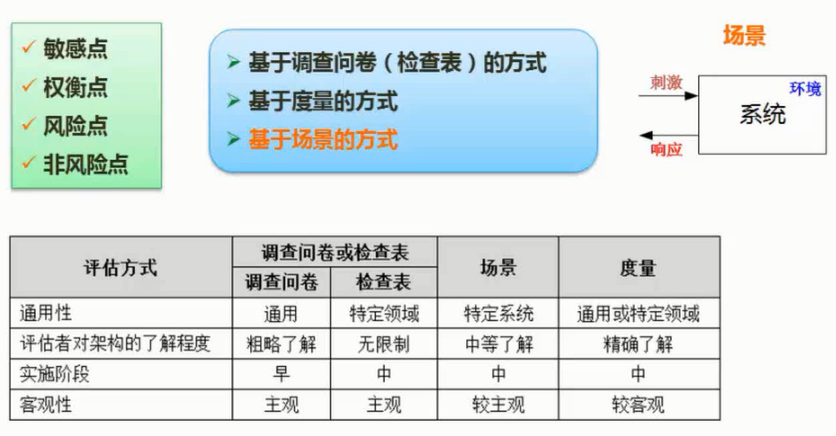 敏感点
权衡点
风险点
非风险点
基于调查问卷（检查表）的方式
基于度量的方式
基于场景的方式
场景
刺激
环境
系统
响应
评估方式 调查问卷或检查表 场景 度量
调查问卷 检查表
通用性 通用 特定领域 特定系统 通用或特定领域
评估者对架构的了解程度 粗略了解 无限制 中等了解 精确了解
实施阶段 早 中 中 中
客观性 主观 主观 较主观 较客观